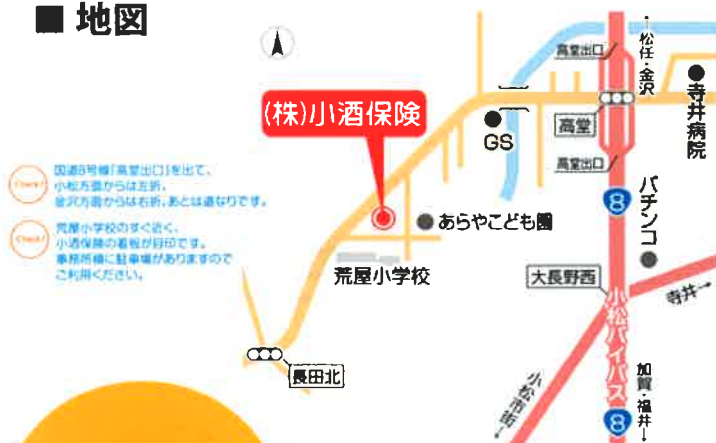 ■ 地図
(株)小酒保険
Check!
国道8号線「高堂出口」を出て、
小松方面からは左折、
金沢方面からは右折、あとは道なりです。
Check!
荒屋小学校のすぐ近く、
小酒保険の看板が目印です。
事務所横に駐車場がありますので
ご利用ください。
高堂出口
↑松任・金沢
寺井病院
高堂
GS
高堂出口
8
パチンコ
あらやこども園
荒屋小学校
大長野西
寺井→
小松バイパス
長田北
小松市街→
加賀・福井→
8